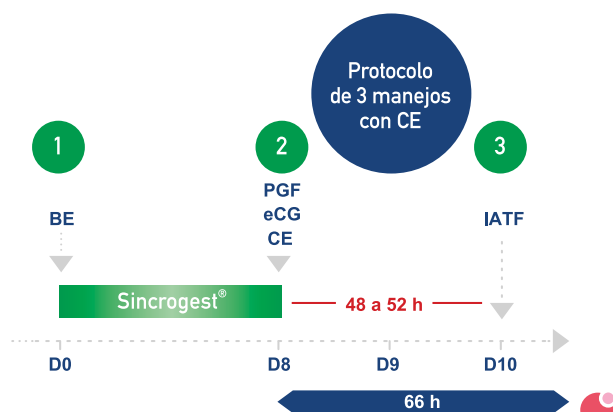 Protocolo
de 3 manejos
con CE
1
2
3
BE
PGF
eCG
CE
IATF
Sincrogest®
48 a 52 h
D0
D8
D9
D10
66 h